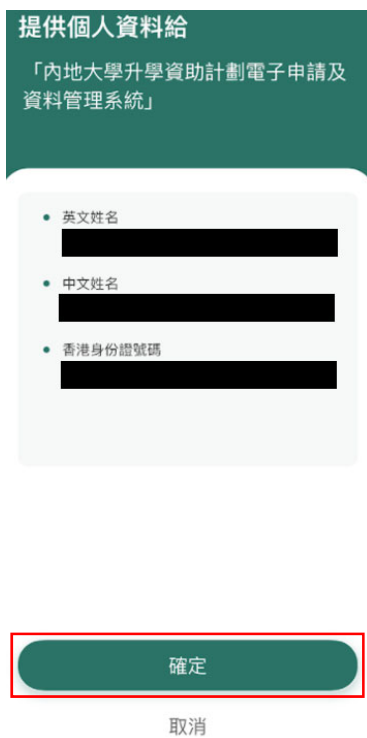 提供個人資料給
「內地大學升學資助計劃電子申請及
資料管理系統」
英文姓名
中文姓名
香港身份證號碼
確定
取消